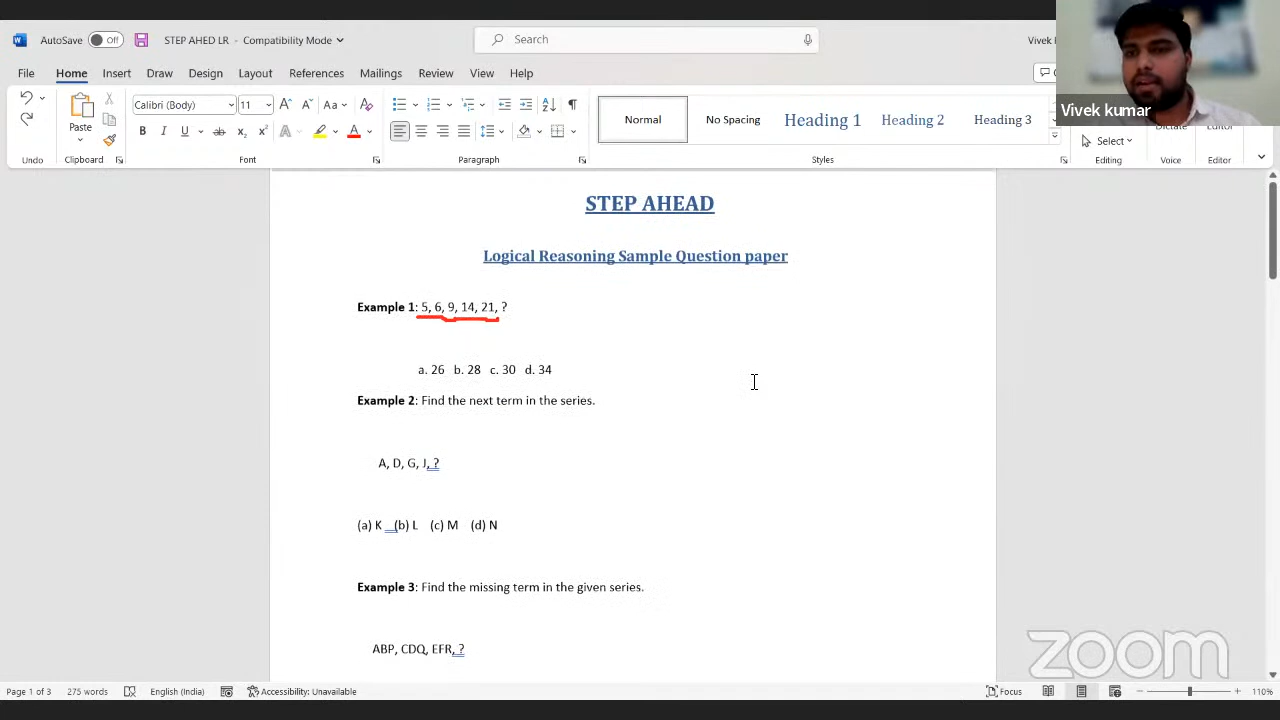 AutoSave Off STEP AHED LR - Compatibility Mode Search Vivek
File Home Insert Draw Design Layout References Mailings Review View Help
Calibri (Body) 11 Aa Normal No Spacing Heading 1 Heading 2 Heading 3
Vivek kumar
Paste B I U ab x₂ x² A A Select
Undo Clipboard Font Paragraph Styles Editing Voice Editor
STEP AHEAD
Logical Reasoning Sample Question paper
Example 1: 5, 6, 9, 14, 21, ?
a. 26 b. 28 c. 30 d. 34
Example 2: Find the next term in the series.
A, D, G, J, ?
(a) K (b) L (c) M (d) N
Example 3: Find the missing term in the given series.
ABP, CDQ, EFR, ?
zoom
Page 1 of 3 275 words English (India) Accessibility: Unavailable Focus 110%